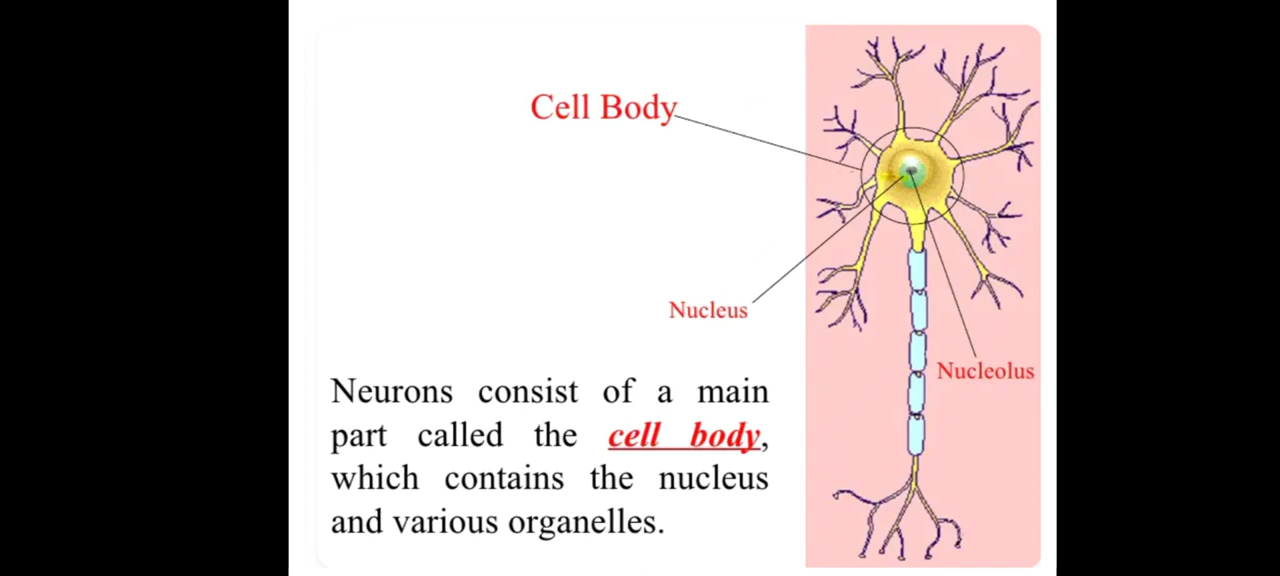 Cell Body
Nucleus
Nucleolus
Neurons consist of a main
part called the cell body,
which contains the nucleus
and various organelles.